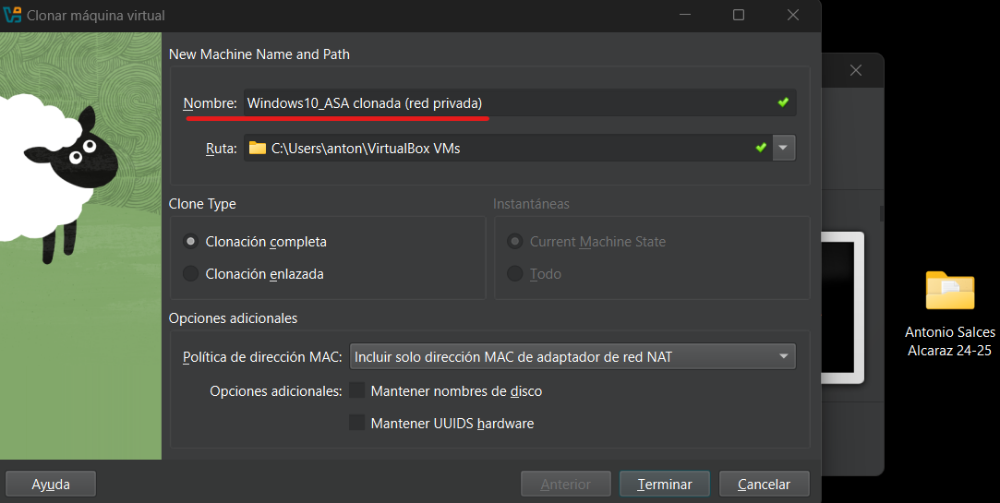 Clonar máquina virtual
New Machine Name and Path
Nombre: Windows10_ASA clonada (red privada)
Ruta: C:\Users\anton\VirtualBox VMs
Clone Type
Instantáneas
Clonación completa
Clonación enlazada
Current Machine State
Todo
Opciones adicionales
Política de dirección MAC: Incluir solo dirección MAC de adaptador de red NAT
Opciones adicionales: Mantener nombres de disco
Mantener UUIDS hardware
Ayuda
Anterior
Terminar
Cancelar
Antonio Salces
Alcaraz 24-25